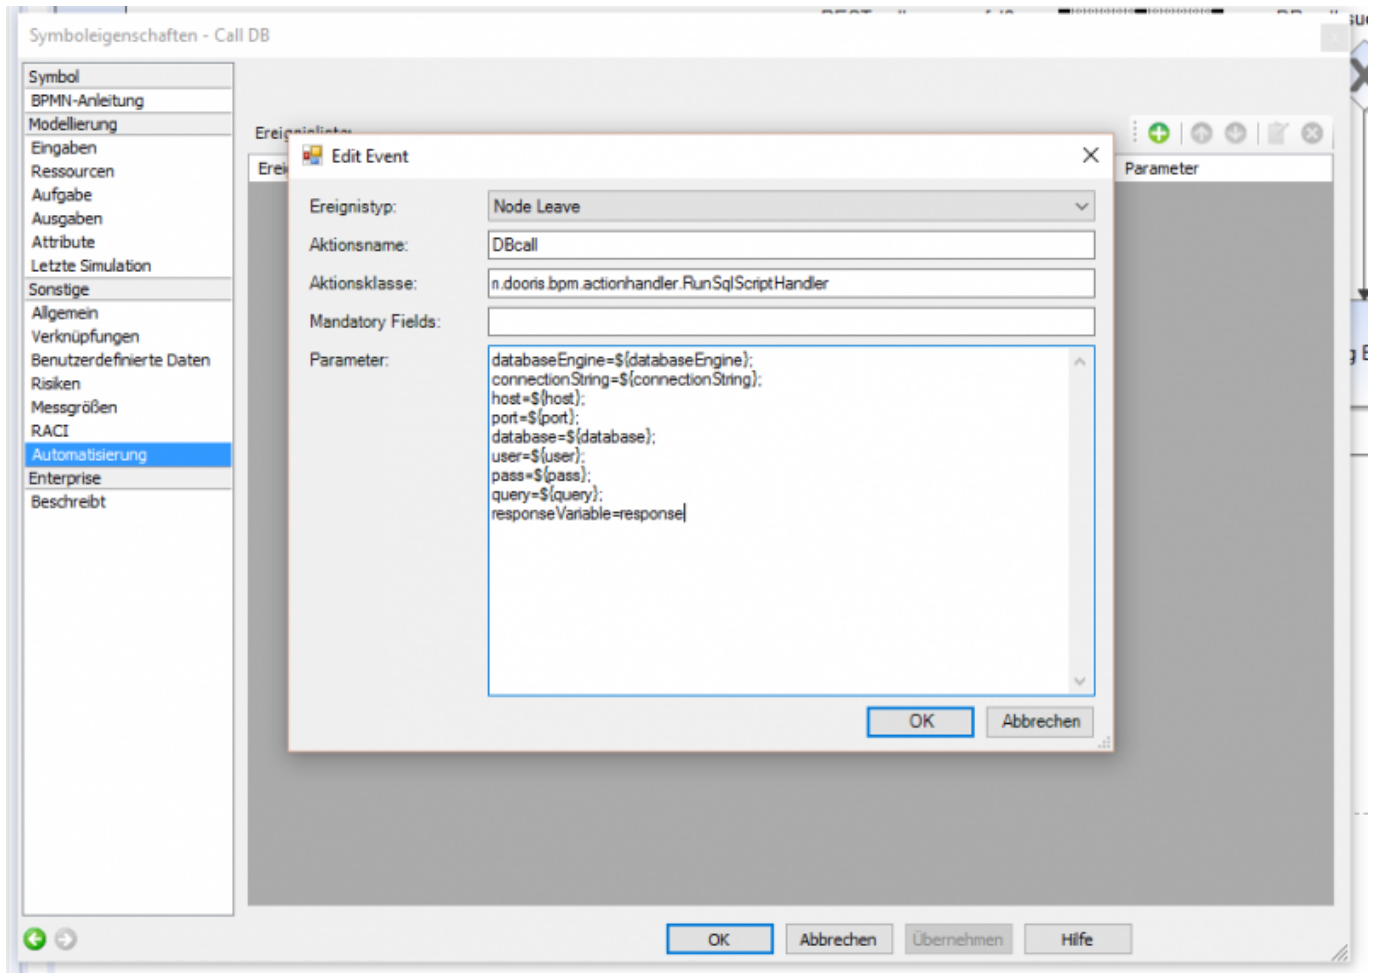 Symboleigenschaften - Call DB
Symbol
BPMN-Anleitung
Modellierung
Eingaben
Ressourcen
Aufgabe
Ausgaben
Attribute
Letzte Simulation
Sonstige
Allgemein
Verknüpfungen
Benutzerdefinierte Daten
Risiken
Messgrößen
RACI
Automatisierung
Enterprise
Beschreibt
Parameter
Edit Event
Ereignistyp:
Node Leave
Aktionsname:
DBcall
Aktionsklasse:
n.dooris.bpm.actionhandler.RunSqlScriptHandler
Mandatory Fields:
Parameter:
databaseEngine=${databaseEngine};
connectionString=${connectionString};
host=${host};
port=${port};
database=${database};
user=${user};
pass=${pass};
query=${query};
responseVariable=response
OK
Abbrechen
OK
Abbrechen
Übernehmen
Hilfe